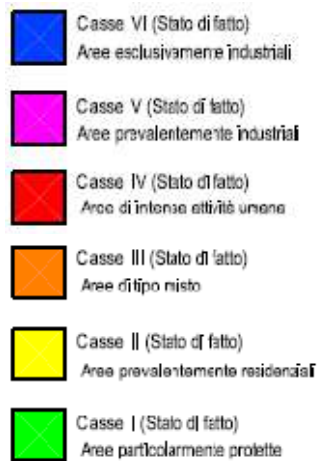 Casse VI (Stato di fatto)
Aree esclusivamente industriali
Casse V (Stato di fatto)
Aree prevalentemente industriali
Casse IV (Stato di fatto)
Aree di intensa attività umana
Casse III (Stato di fatto)
Aree di tipo misto
Casse II (Stato di fatto)
Aree prevalentemente residenziali
Casse I (Stato di fatto)
Aree particolarmente protette